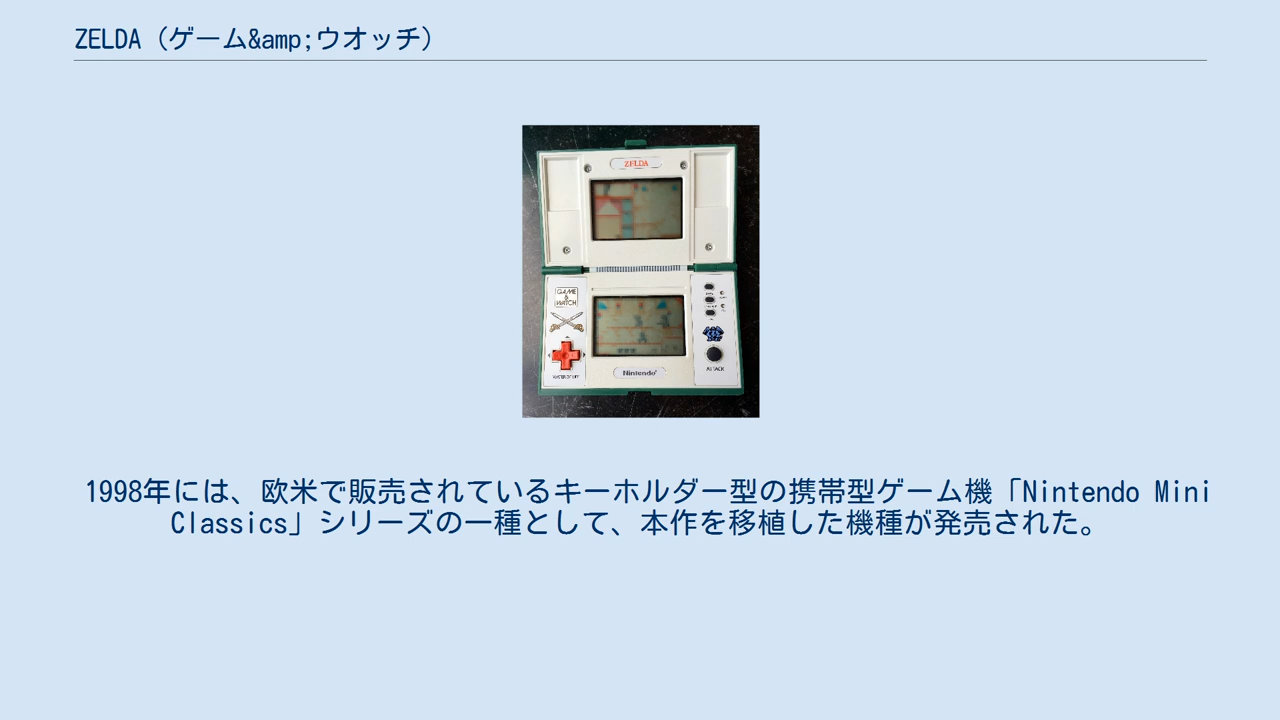 ZELDA (ゲーム&amp;ウオッチ)
ZELDA
GAME
&
WATCH
Nintendo
ATTACK
1998年には、欧米で販売されているキーホルダー型の携帯型ゲーム機「Nintendo Mini
Classics」シリーズの一種として、本作を移植した機種が発売された。